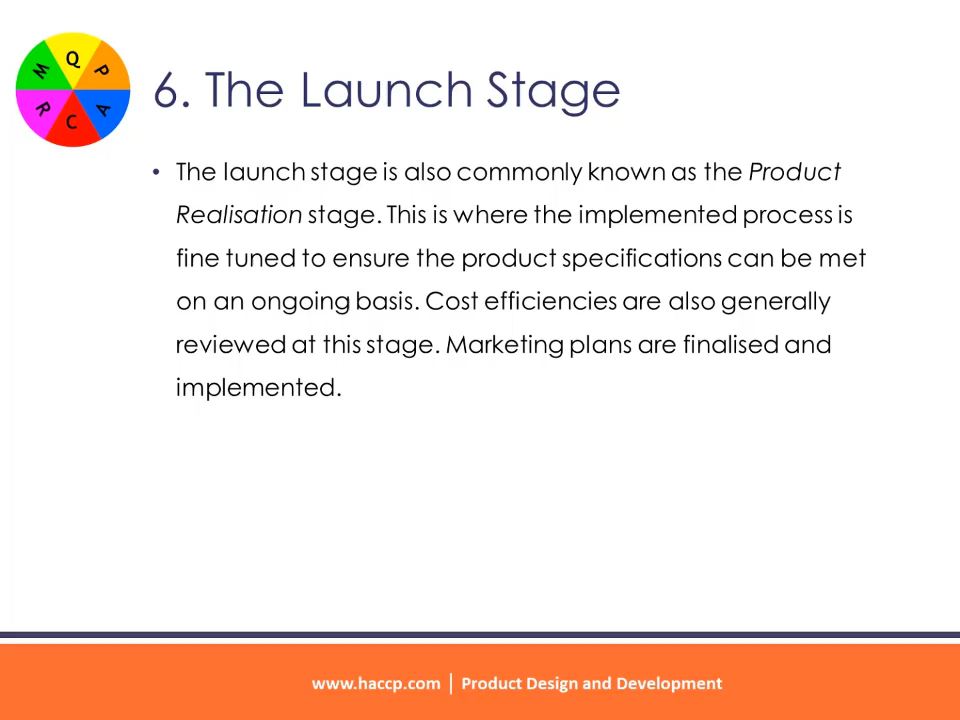 Q
M
P
R
A
C
6. The Launch Stage
• The launch stage is also commonly known as the Product
Realisation stage. This is where the implemented process is
fine tuned to ensure the product specifications can be met
on an ongoing basis. Cost efficiencies are also generally
reviewed at this stage. Marketing plans are finalised and
implemented.
www.haccp.com | Product Design and Development